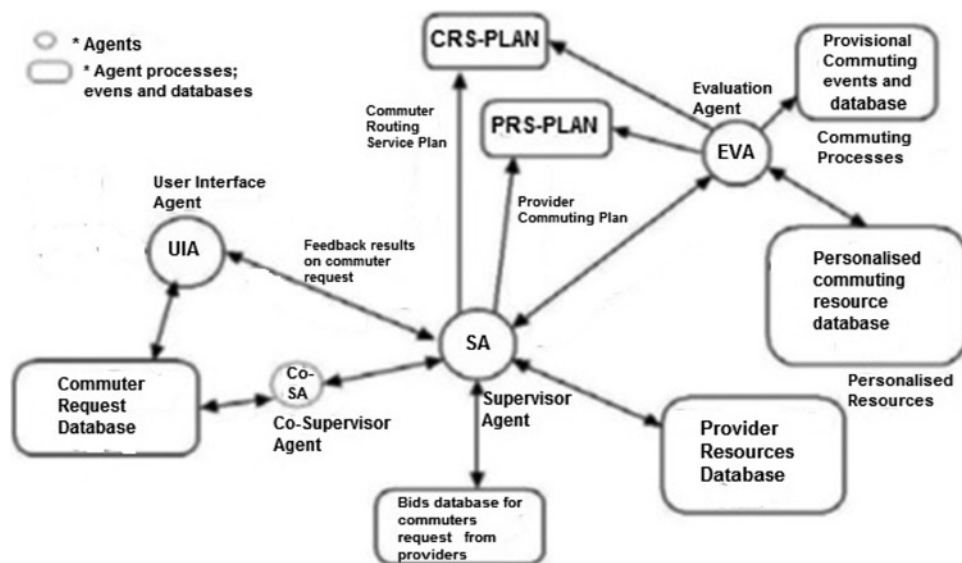 * Agents
* Agent processes;
evens and databases
CRS-PLAN
Commuter
Routing
Service Plan
PRS-PLAN
Provider
Commuting Plan
Evaluation
Agent
EVA
Provisional
Commuting
events and
database
Commuting
Processes
User Interface
Agent
UIA
Feedback results
on commuter
request
Personalised
commuting
resource
database
Personalised
Resources
SA
Supervisor
Agent
Commuter
Request
Database
Co-
SA
Co-Supervisor
Agent
Provider
Resources
Database
Bids database for
commuters
request from
providers